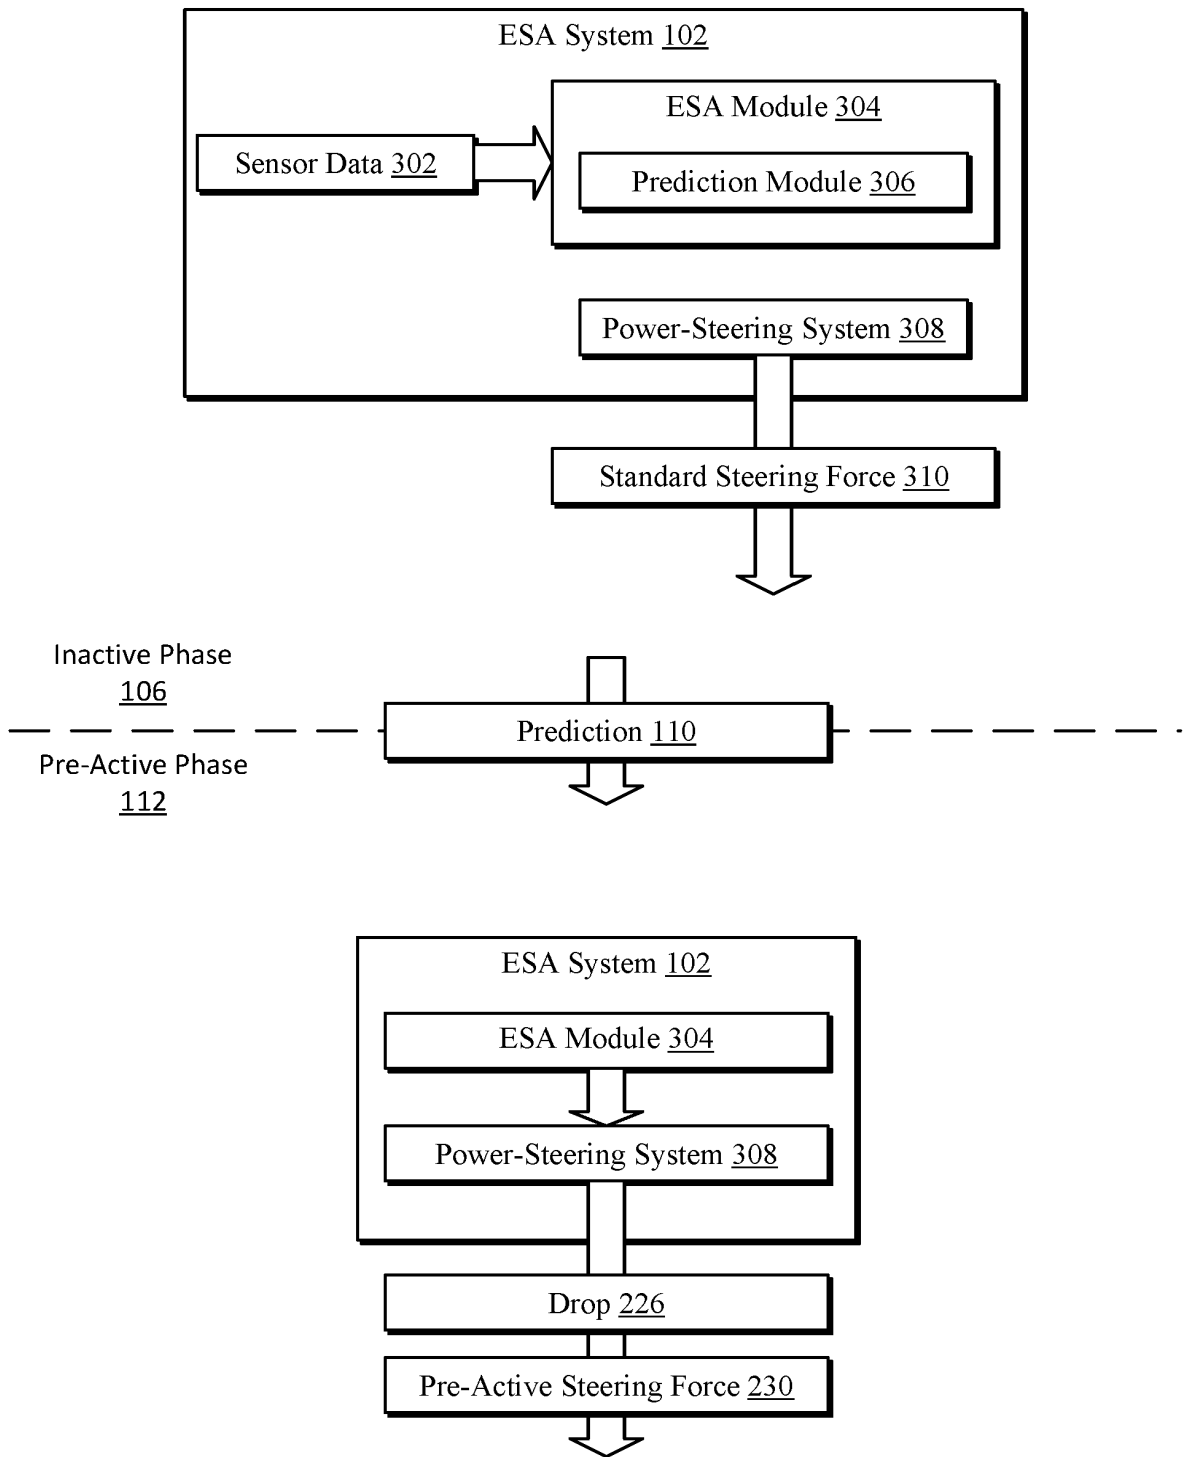 ESA System 102
ESA Module 304
Sensor Data 302
Prediction Module 306
Power-Steering System 308
Standard Steering Force 310
Inactive Phase
106
Prediction 110
Pre-Active Phase
112
ESA System 102
ESA Module 304
Power-Steering System 308
Drop 226
Pre-Active Steering Force 230